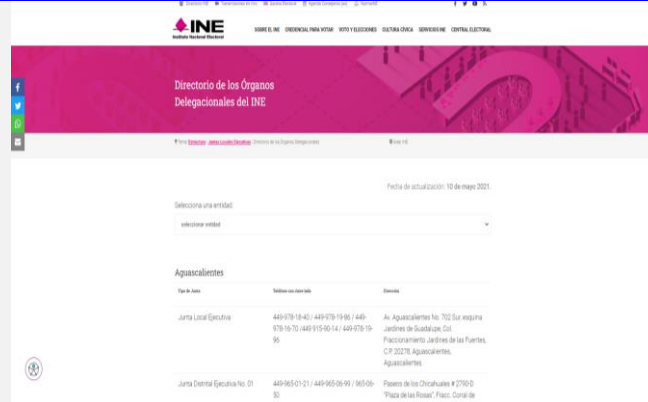 Directorio INE
INE
Instituto Nacional Electoral
SOBRE EL INE CREDENCIAL PARA VOTAR VOTO Y ELECCIONES CULTURA CÍVICA SERVICIOS INE CENTRAL ELECTORAL
Directorio de los Órganos
Delegacionales del INE
Fecha de actualización: 10 de mayo 2021.
Selecciona una entidad:
seleccionar entidad
Aguascalientes
Tipo de Junta Teléfono con clave lada Dirección
Junta Local Ejecutiva 449-978-18-40 / 449-978-19-86 / 449- Av. Aguascalientes No. 702 Sur, esquina
978-16-70 /449-915-90-14 / 449-978-19- Jardines de Guadalupe, Col.
96 Fraccionamiento Jardines de las Fuentes,
C.P. 20278, Aguascalientes,
Aguascalientes.
Junta Distrital Ejecutiva No. 01 449-965-01-21 / 449-965-06-99 / 965-06- Paseos de los Chicahuales # 2790-D
50 "Plaza de las Rosas", Fracc. Corral de